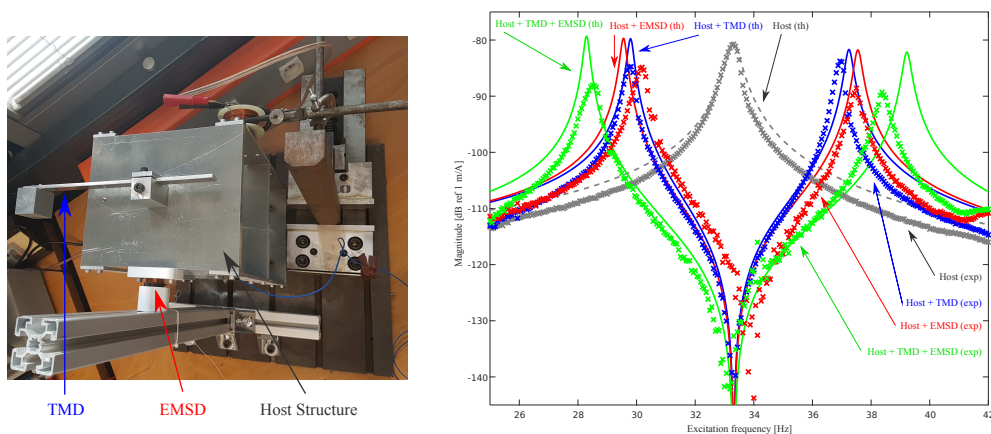 TMD
EMSD
Host Structure
Host + TMD + EMSD (th)
Host + EMSD (th)
Host + TMD (th)
Host (th)
Host (exp)
Host + TMD (exp)
Host + EMSD (exp)
Host + TMD + EMSD (exp)
Magnitude [dB ref 1 m/A]
-80
-90
-100
-110
-120
-130
-140
26 28 30 32 34 36 38 40 42
Excitation frequency [Hz]